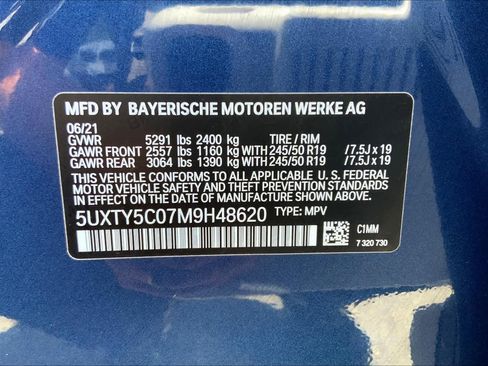 MFD BY BAYERISCHE MOTOREN WERKE AG
06/21
GVWR 5291 lbs 2400 kg TIRE / RIM
GAWR FRONT 2557 lbs 1160 kg WITH 245/50 R19 /7.5J x 19
GAWR REAR 3064 lbs 1390 kg WITH 245/50 R19 /7.5J x 19
THIS VEHICLE CONFORMS TO ALL APPLICABLE U. S. FEDERAL
SAFETY AND THEFT PREVENTION STANDARDS IN EFFECT ON
THE DATE OF MANUFACTURE SHOWN ABOVE.
5UXTY5C07M9H48620 TYPE: MPV
C1MM
7 320 730